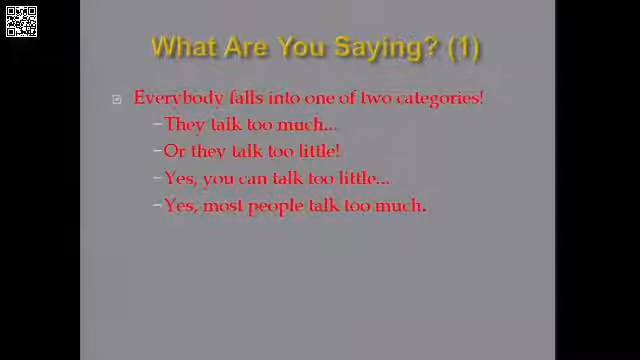 What Are You Saying? (1)
Everybody falls into one of two categories!
–They talk too much...
–Or they talk too little!
–Yes, you can talk too little...
–Yes, most people talk too much.